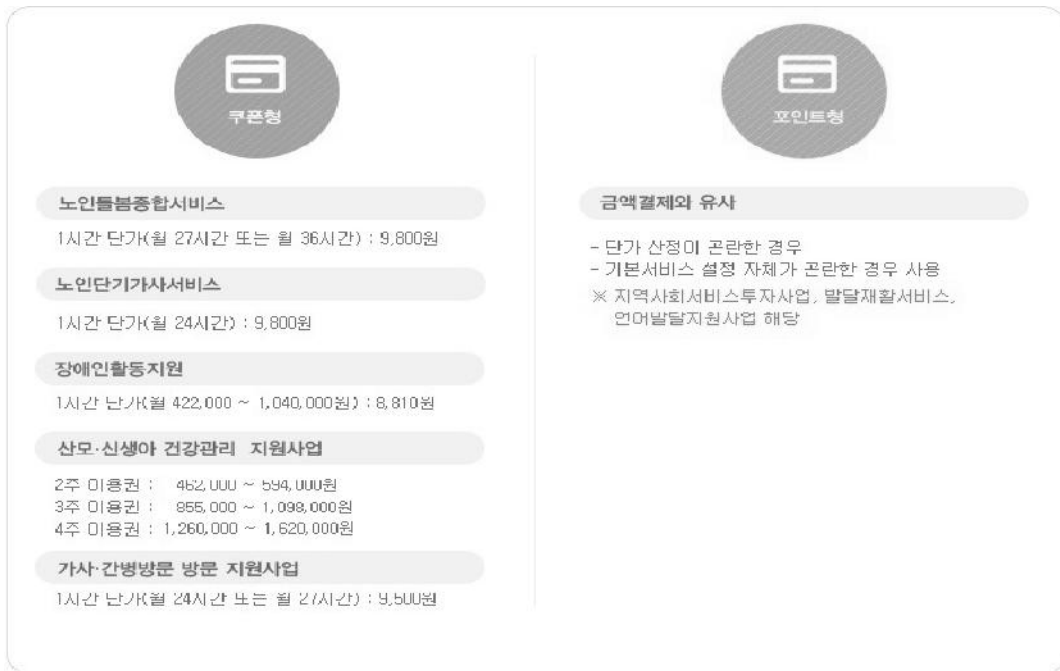 쿠폰형
노인돌봄종합서비스
1시간 단가(월 27시간 또는 월 36시간) : 9,800원
노인단기가사서비스
1시간 단가(월 24시간) : 9,800원
장애인활동지원
1시간 단가(월 422,000 ~ 1,040,000원) : 8,810원
산모·신생아 건강관리 지원사업
2주 이용권 : 462,000 ~ 594,000원
3주 이용권 : 855,000 ~ 1,098,000원
4주 이용권 : 1,260,000 ~ 1,620,000원
가사·간병방문 방문 지원사업
1시간 단가(월 24시간 또는 월 27시간) : 9,500원
포인트형
금액결제와 유사
- 단가 산정이 곤란한 경우
- 기본서비스 설정 자체가 곤란한 경우 사용
※ 지역사회서비스투자사업, 발달재활서비스,
언어발달지원사업 해당